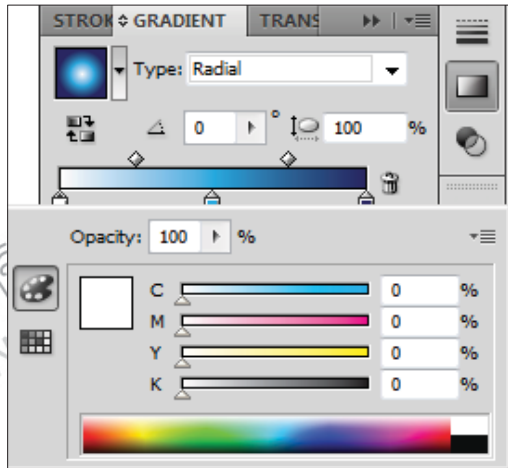 STROK GRADIENT TRANS
Type: Radial
0 ° 100 %
Opacity: 100 %
C 0 %
M 0 %
Y 0 %
K 0 %